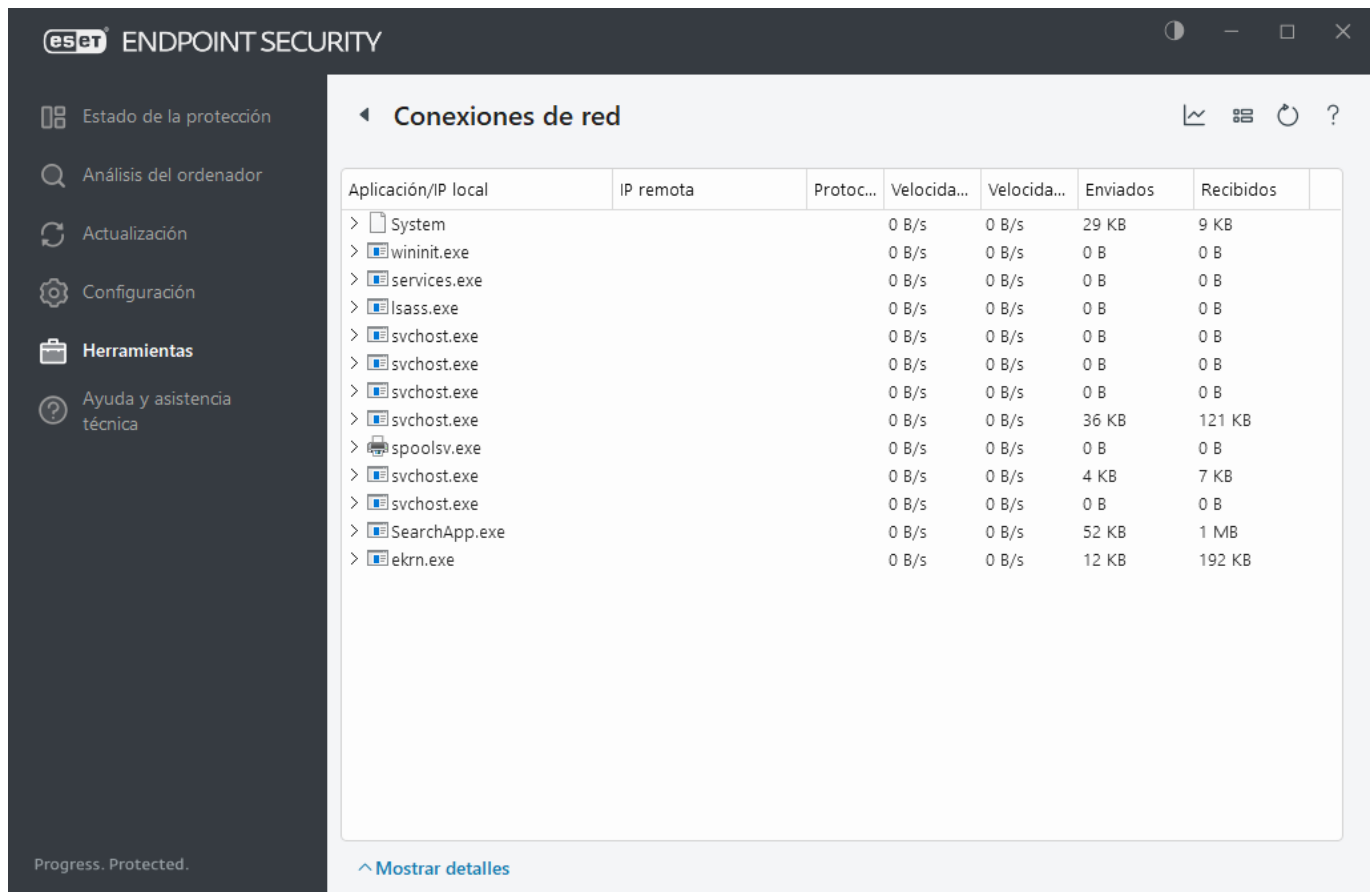 eset ENDPOINT SECURITY
Estado de la protección
Análisis del ordenador
Actualización
Configuración
Herramientas
Ayuda y asistencia
técnica
Progress. Protected.
Conexiones de red
?
Aplicación/IP local IP remota Protoc... Velocida... Velocida... Enviados Recibidos
System 0 B/s 0 B/s 29 KB 9 KB
wininit.exe 0 B/s 0 B/s 0 B 0 B
services.exe 0 B/s 0 B/s 0 B 0 B
lsass.exe 0 B/s 0 B/s 0 B 0 B
svchost.exe 0 B/s 0 B/s 0 B 0 B
svchost.exe 0 B/s 0 B/s 0 B 0 B
svchost.exe 0 B/s 0 B/s 0 B 0 B
svchost.exe 0 B/s 0 B/s 36 KB 121 KB
spoolsv.exe 0 B/s 0 B/s 0 B 0 B
svchost.exe 0 B/s 0 B/s 4 KB 7 KB
svchost.exe 0 B/s 0 B/s 0 B 0 B
SearchApp.exe 0 B/s 0 B/s 52 KB 1 MB
ekrn.exe 0 B/s 0 B/s 12 KB 192 KB
Mostrar detalles